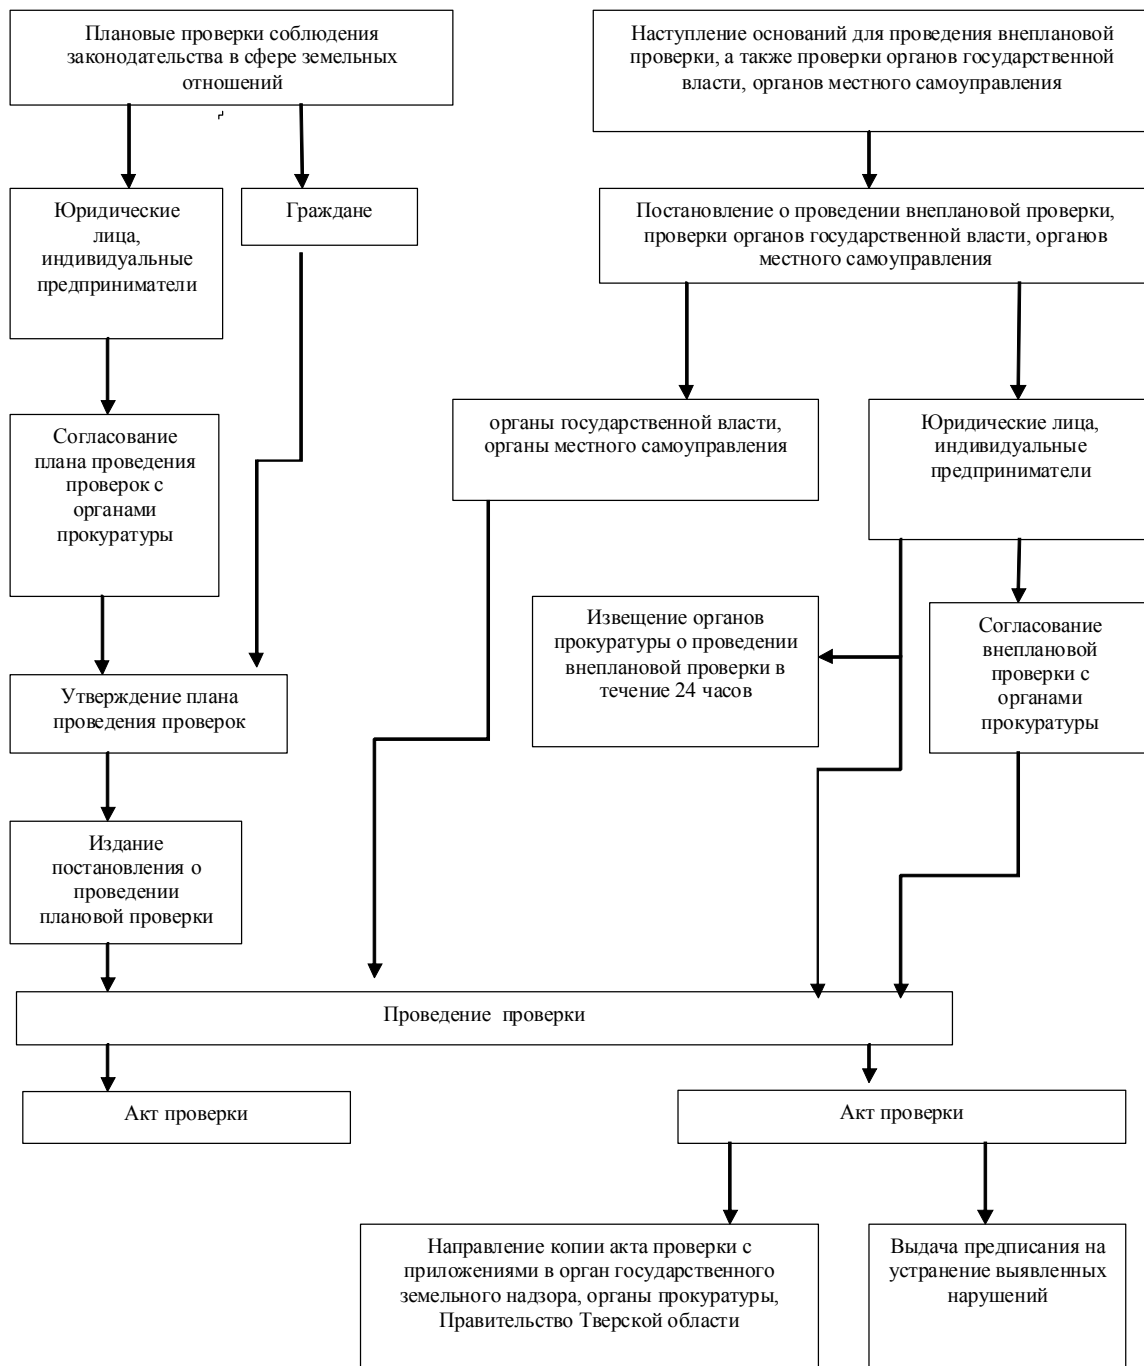 Плановые проверки соблюдения
законодательства в сфере земельных
отношений
Наступление оснований для проведения внеплановой
проверки, а также проверки органов государственной
власти, органов местного самоуправления
Юридические
лица,
индивидуальные
предприниматели
Граждане
Постановление о проведении внеплановой проверки,
проверки органов государственной власти, органов
местного самоуправления
Согласование
плана проведения
проверок с
органами
прокуратуры
органы государственной власти,
органы местного самоуправления
Юридические лица,
индивидуальные
предприниматели
Извещение органов
прокуратуры о проведении
внеплановой проверки в
течение 24 часов
Согласование
внеплановой
проверки с
органами
прокуратуры
Утверждение плана
проведения проверок
Издание
постановления о
проведении
плановой проверки
Проведение проверки
Акт проверки
Акт проверки
Направление копии акта проверки с
приложениями в орган государственного
земельного надзора, органы прокуратуры,
Правительство Тверской области
Выдача предписания на
устранение выявленных
нарушений